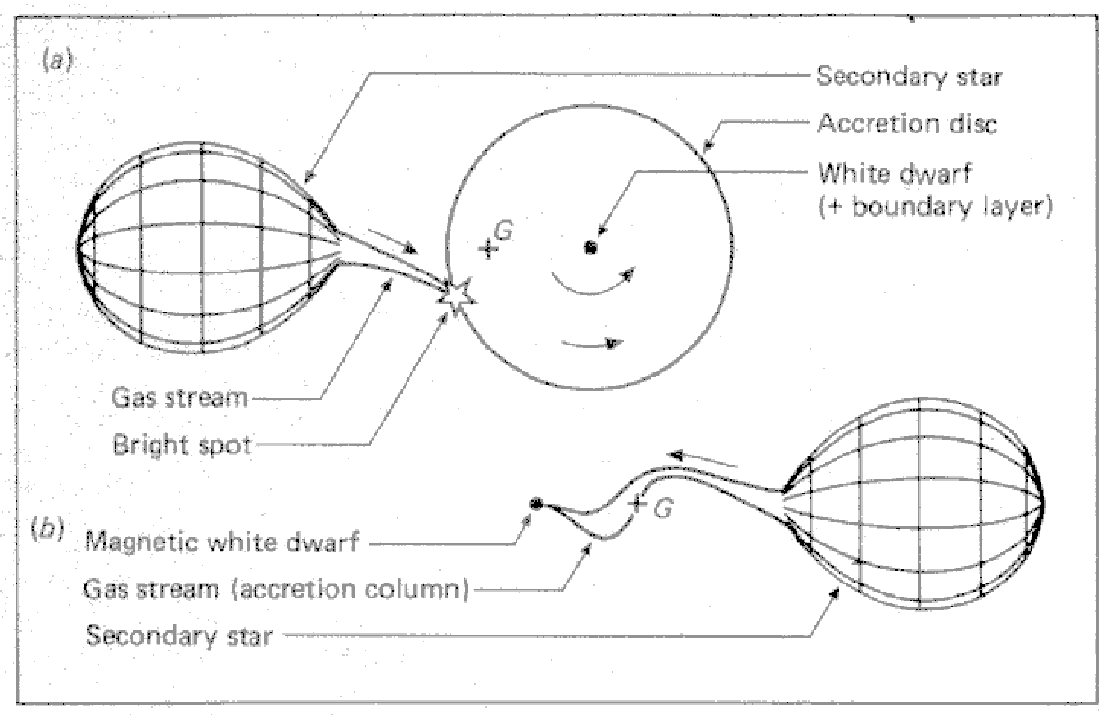 (a)
Secondary star
Accretion disc
White dwarf
(+ boundary layer)
G
Gas stream
Bright spot
(b)
G
Magnetic white dwarf
Gas stream (accretion column)
Secondary star